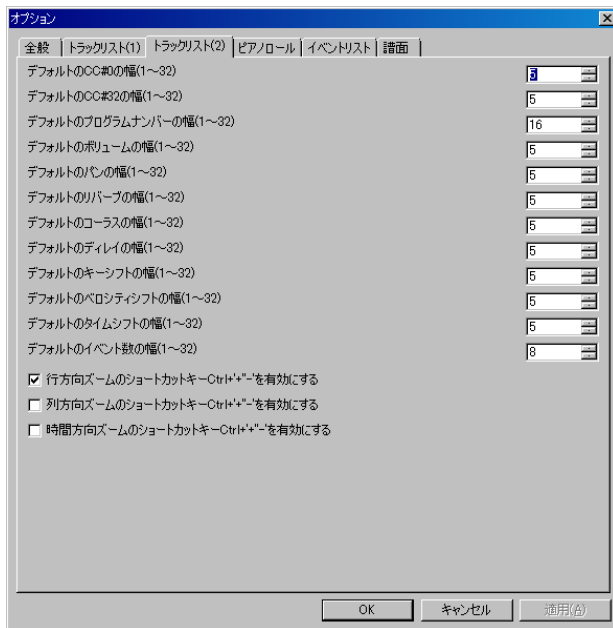 オプション
全般 トラックリスト(1) トラックリスト(2) ピアノロール イベントリスト 譜面
デフォルトのCC#0の幅(1～32) 5
デフォルトのCC#32の幅(1～32) 5
デフォルトのプログラムナンバーの幅(1～32) 16
デフォルトのボリュームの幅(1～32) 5
デフォルトのパンの幅(1～32) 5
デフォルトのリバーブの幅(1～32) 5
デフォルトのコーラスの幅(1～32) 5
デフォルトのディレイの幅(1～32) 5
デフォルトのキーシフトの幅(1～32) 5
デフォルトのベロシティシフトの幅(1～32) 5
デフォルトのタイムシフトの幅(1～32) 5
デフォルトのイベント数の幅(1～32) 8
行方向ズームのショートカットキーCtrl+'+''-'を有効にする
列方向ズームのショートカットキーCtrl+'+''-'を有効にする
時間方向ズームのショートカットキーCtrl+'+''-'を有効にする
OK キャンセル 適用(A)